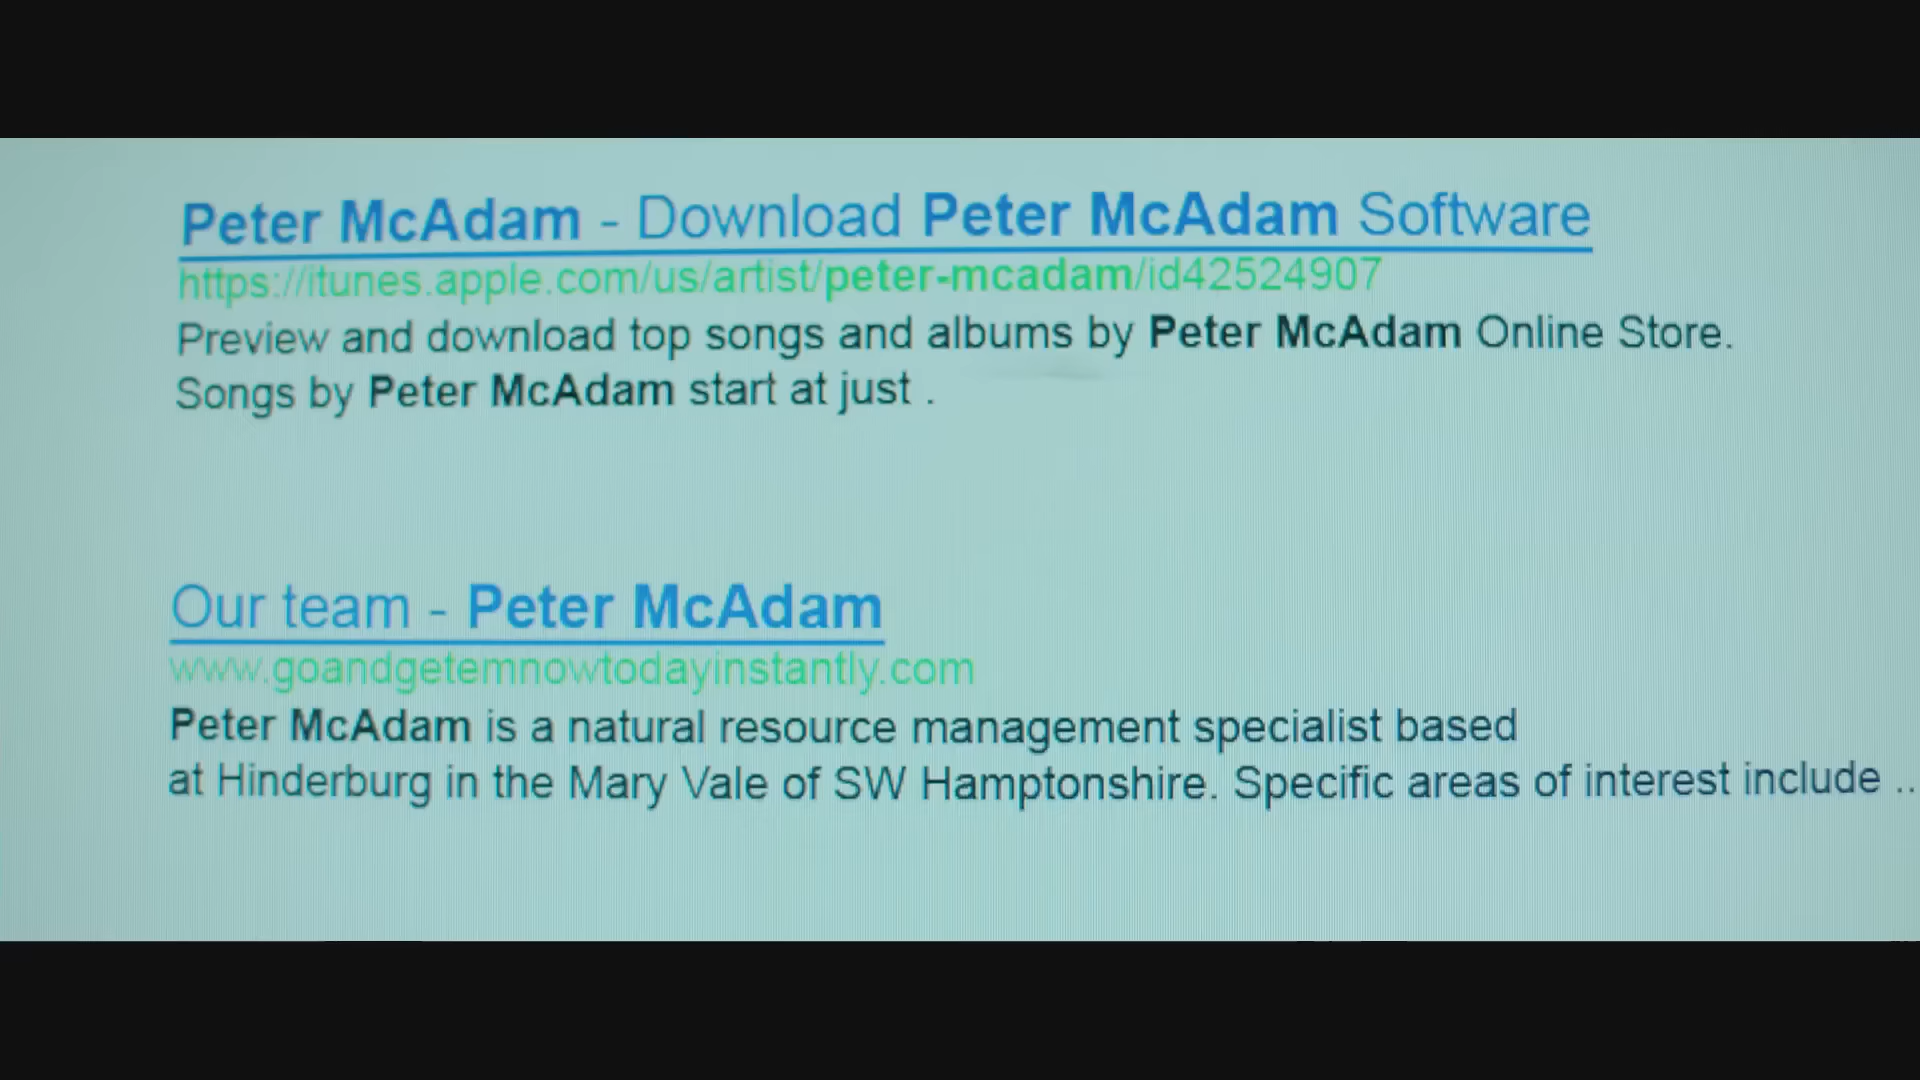 Peter McAdam - Download Peter McAdam Software
https://itunes.apple.com/us/artist/peter-mcadam/id42524907
Preview and download top songs and albums by Peter McAdam Online Store.
Songs by Peter McAdam start at just .
Our team - Peter McAdam
www.goandgetemnowtodayinstantly.com
Peter McAdam is a natural resource management specialist based
at Hinderburg in the Mary Vale of SW Hamptonshire. Specific areas of interest include ..